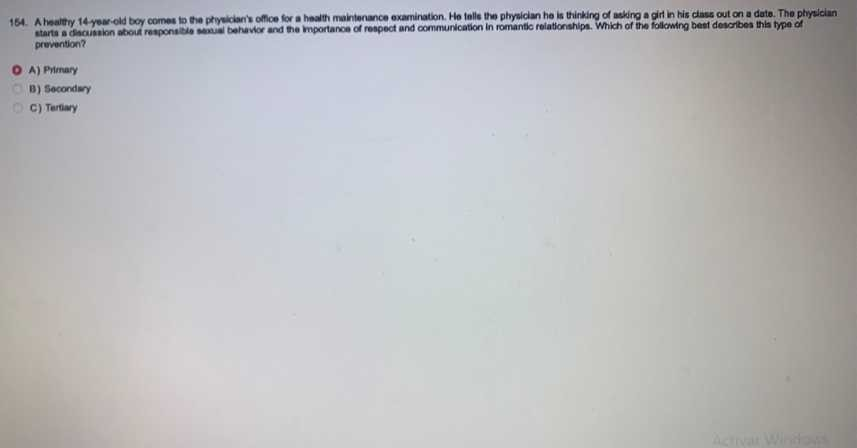 154. A healthy 14-year-old boy comes to the physician's office for a health maintenance examination. He tells the physician he is thinking of asking a girl in his class out on a date. The physician
starts a discussion about responsible sexual behavior and the importance of respect and communication in romantic relationships. Which of the following best describes this type of
prevention?
A) Primary
B) Secondary
C) Tertiary
Activar Windows